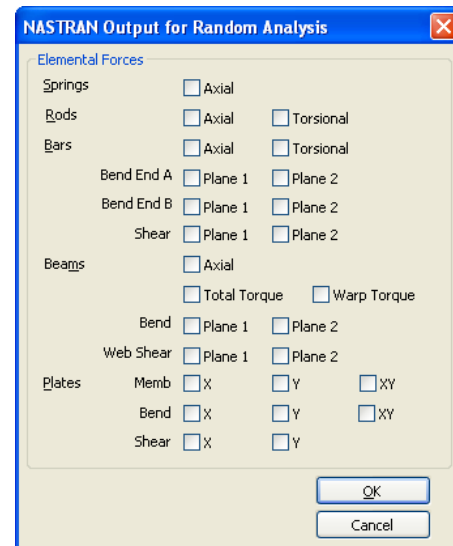 NASTRAN Output for Random Analysis
Elemental Forces
Springs Axial
Rods Axial Torsional
Bars Axial Torsional
Bend End A Plane 1 Plane 2
Bend End B Plane 1 Plane 2
Shear Plane 1 Plane 2
Beams Axial
Total Torque Warp Torque
Bend Plane 1 Plane 2
Web Shear Plane 1 Plane 2
Plates Memb X Y XY
Bend X Y XY
Shear X Y
OK
Cancel